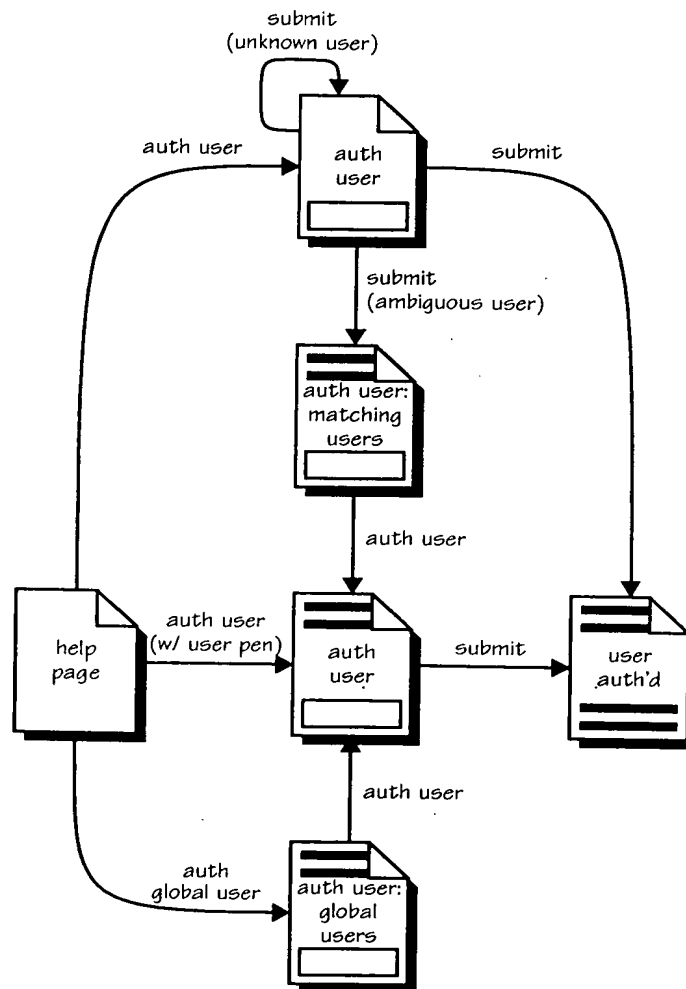 submit
(unknown user)
auth user
auth
user
submit
submit
(ambiguous user)
auth user:
matching
users
auth user
help
page
auth user
(w/ user pen)
auth
user
submit
user
auth'd
auth user
auth
global user
auth user:
global
users